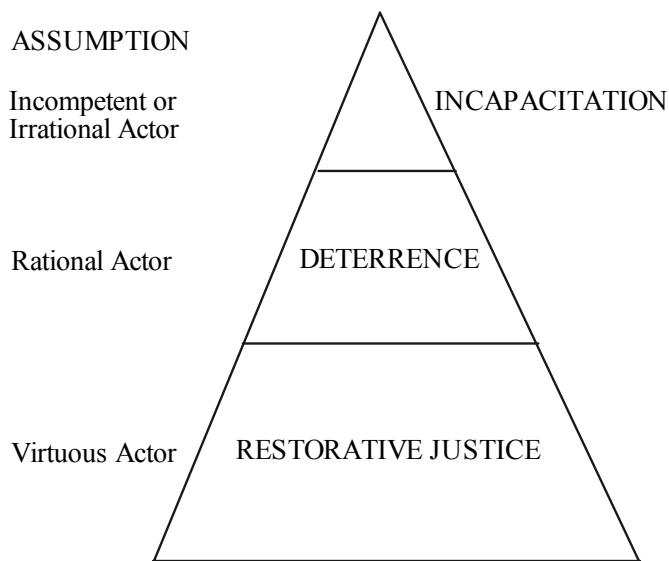 ASSUMPTION
Incompetent or
Irrational Actor
INCAPACITATION
Rational Actor
DETERRENCE
Virtuous Actor
RESTORATIVE JUSTICE